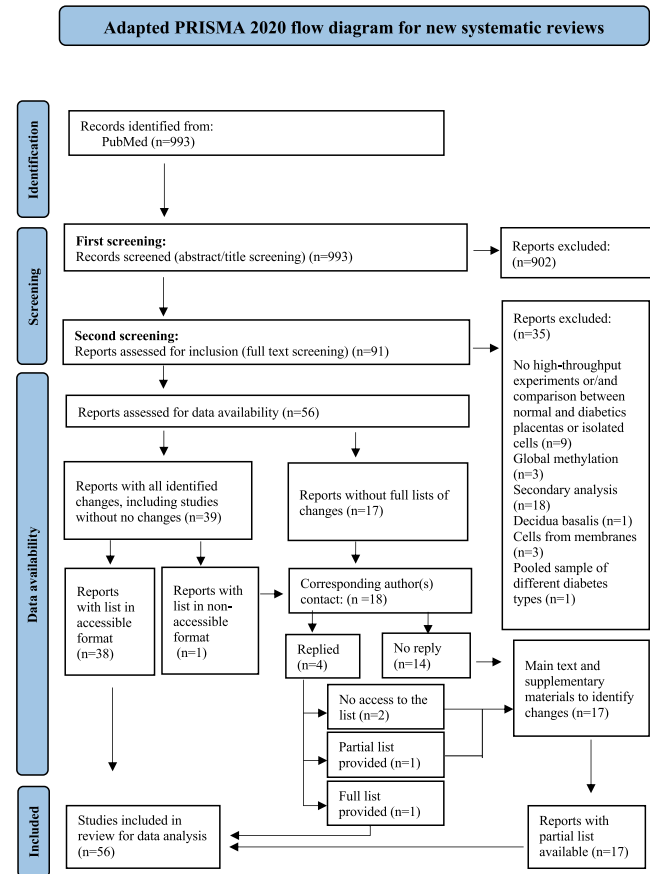 Adapted PRISMA 2020 flow diagram for new systematic reviews
Identification
Records identified from:
PubMed (n=993)
Screening
First screening:
Records screened (abstract/title screening) (n=993)
Reports excluded:
(n=902)
Second screening:
Reports assessed for inclusion (full text screening) (n=91)
Reports excluded:
(n=35)
No high-throughput
experiments or/and
comparison between
normal and diabetics
placentas or isolated
cells (n=9)
Global methylation
(n=3)
Secondary analysis
(n=18)
Decidua basalis (n=1)
Cells from membranes
(n=3)
Pooled sample of
different diabetes
types (n=1)
Data availability
Reports assessed for data availability (n=56)
Reports with all identified
changes, including studies
without no changes (n=39)
Reports without full lists of
changes (n=17)
Reports
with list in
accessible
format
(n=38)
Reports with
list in non-
accessible
format
(n=1)
Corresponding author(s)
contact: (n =18)
Replied
(n=4)
No reply
(n=14)
Main text and
supplementary
materials to identify
changes (n=17)
No access to the
list (n=2)
Partial list
provided (n=1)
Full list
provided (n=1)
Included
Studies included in
review for data analysis
(n=56)
Reports with
partial list
available (n=17)